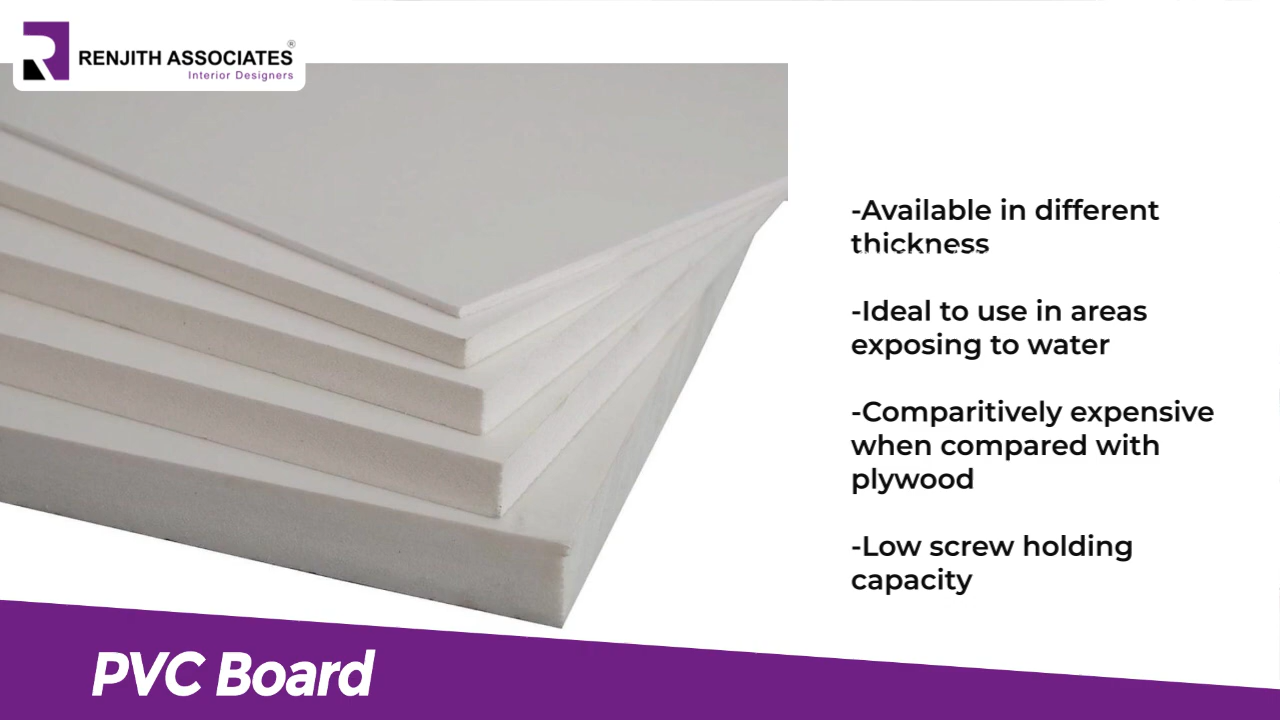 RENJITH ASSOCIATES®
Interior Designers
-Available in different
thickness
-Ideal to use in areas
exposing to water
-Comparitively expensive
when compared with
plywood
-Low screw holding
capacity
PVC Board